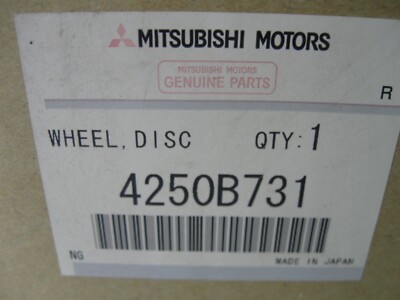 MITSUBISHI MOTORS
MITSUBISHI MOTORS
GENUINE PARTS
R
WHEEL, DISC QTY: 1
4250B731
NG MADE IN JAPAN